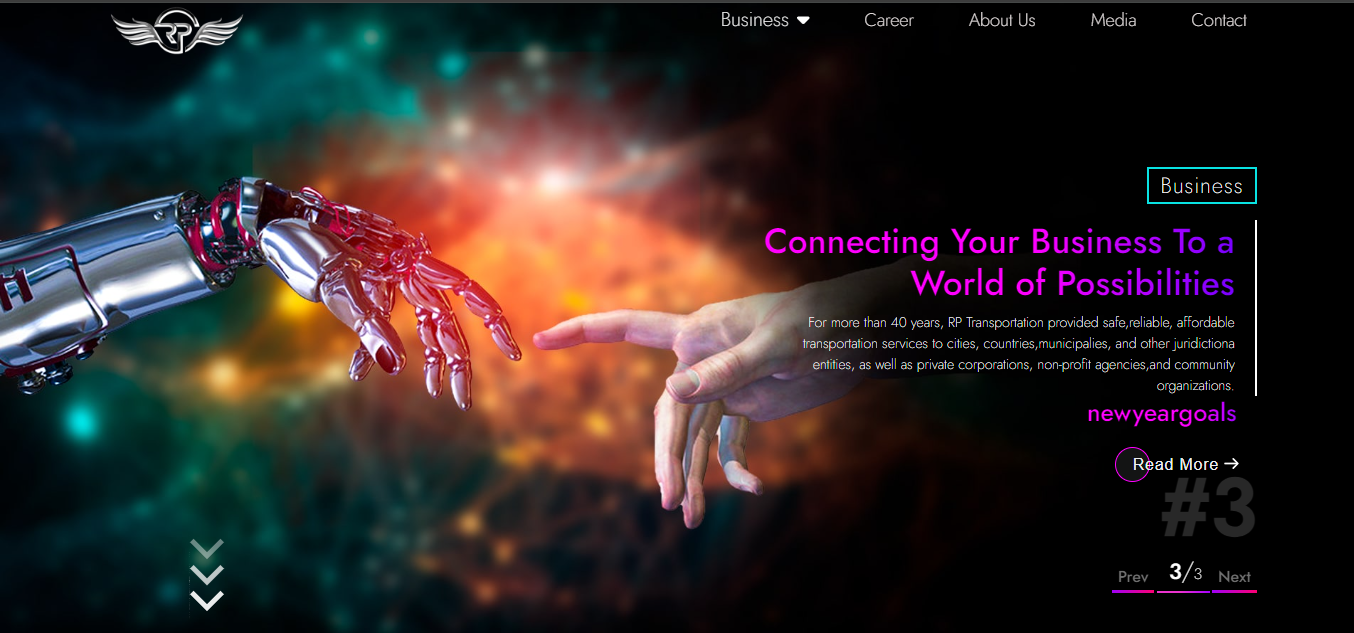 RP
Business
Career
About Us
Media
Contact
Business
Connecting Your Business To a
World of Possibilities
For more than 40 years, RP Transportation provided safe,reliable, affordable
transportation services to cities, countries,municipalies, and other juridictiona
entities, as well as private corporations, non-profit agencies,and community
organizations.
newyeargoals
Read More →
#3
Prev
3/3
Next